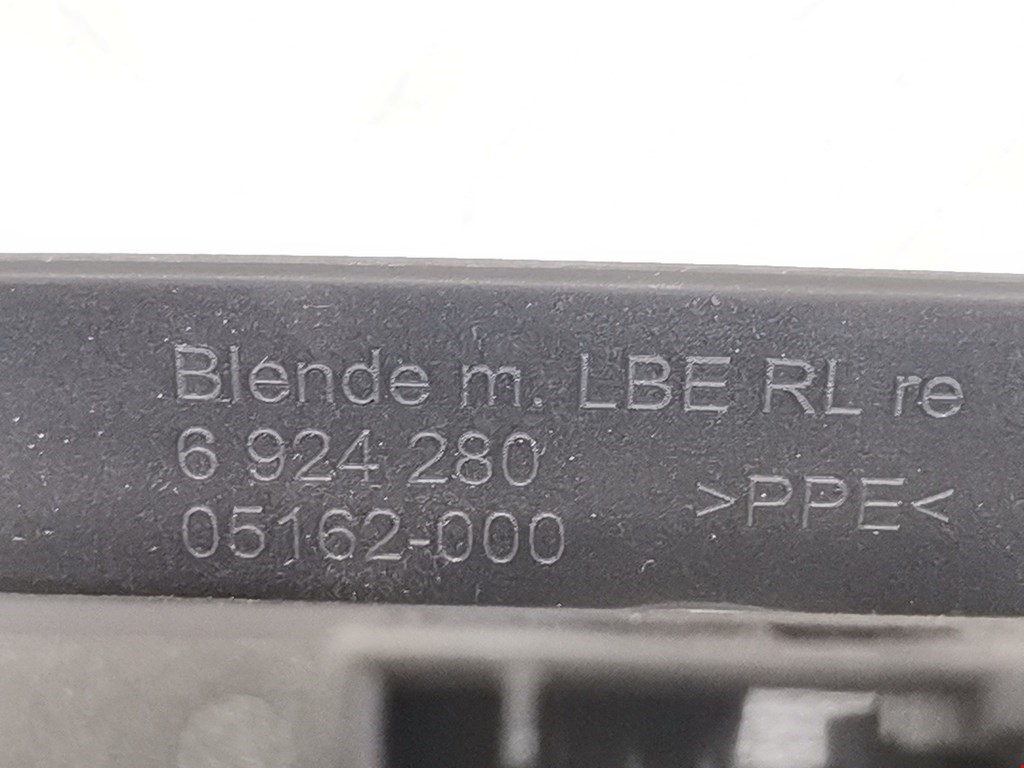 Blende m. LBE RL re
6 924 280
05162-000
>PPE<